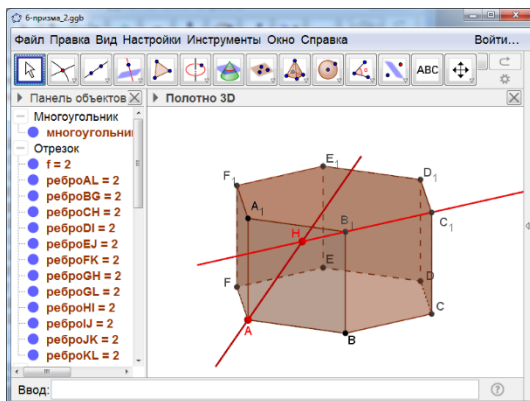 6-призма_2.ggb
Файл Правка Вид Настройки Инструменты Окно Справка Войти...
ABC
Панель объектов
Полотно 3D
Многоугольник
многоугольни
Отрезок
f = 2
реброAL = 2
реброBG = 2
реброCH = 2
реброDI = 2
реброEJ = 2
реброFK = 2
реброGH = 2
реброGL = 2
реброHI = 2
реброIJ = 2
реброJK = 2
реброKL = 2
E1
D1
F1
A1
B1
C1
H
E
D
F
C
A
B
Ввод: